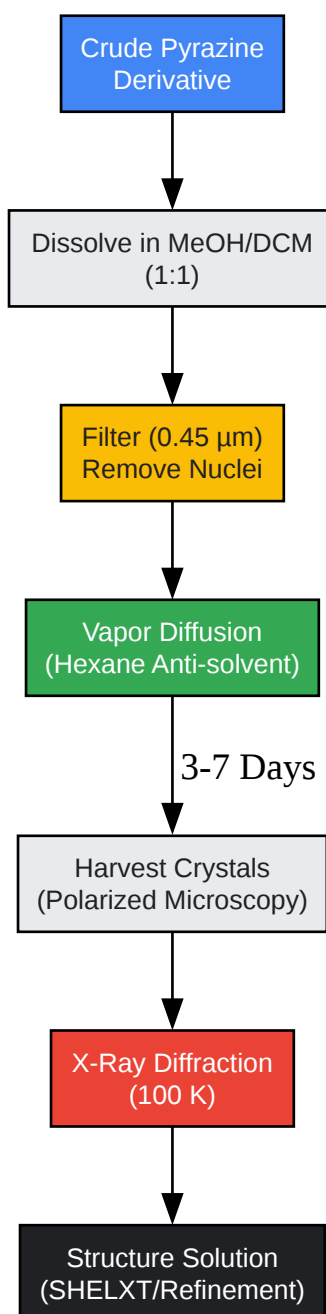 Crude Pyrazine
Derivative
Dissolve in MeOH/DCM
(1:1)
Filter (0.45 µm)
Remove Nuclei
Vapor Diffusion
(Hexane Anti-solvent)
3-7 Days
Harvest Crystals
(Polarized Microscopy)
X-Ray Diffraction
(100 K)
Structure Solution
(SHELXT/Refinement)